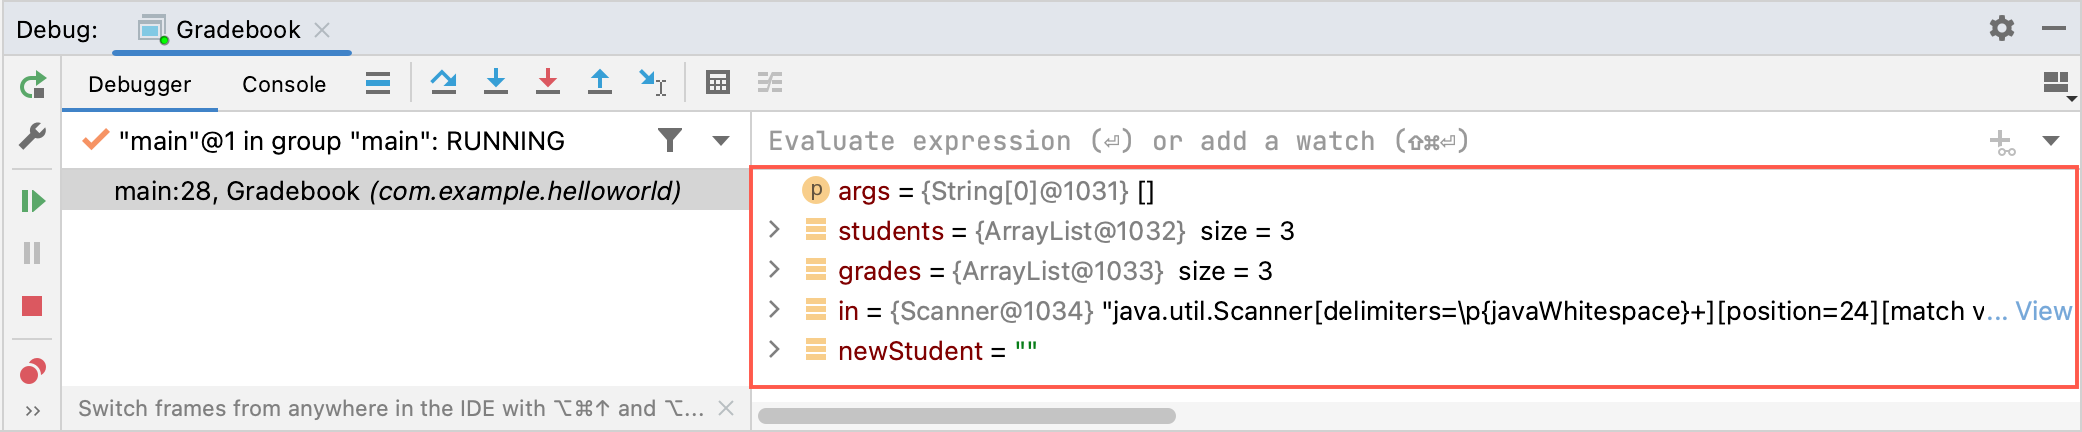 Debug: Gradebook
Debugger Console
"main"@1 in group "main": RUNNING
main:28, Gradebook (com.example.helloworld)
Switch frames from anywhere in the IDE with ⌥⌘↑ and ⌥...
Evaluate expression (⏎) or add a watch (⇧⌘⏎)
p args = {String[0]@1031} []
students = {ArrayList@1032} size = 3
grades = {ArrayList@1033} size = 3
in = {Scanner@1034} "java.util.Scanner[delimiters=\p{javaWhitespace}+][position=24][match v... View
newStudent = ""